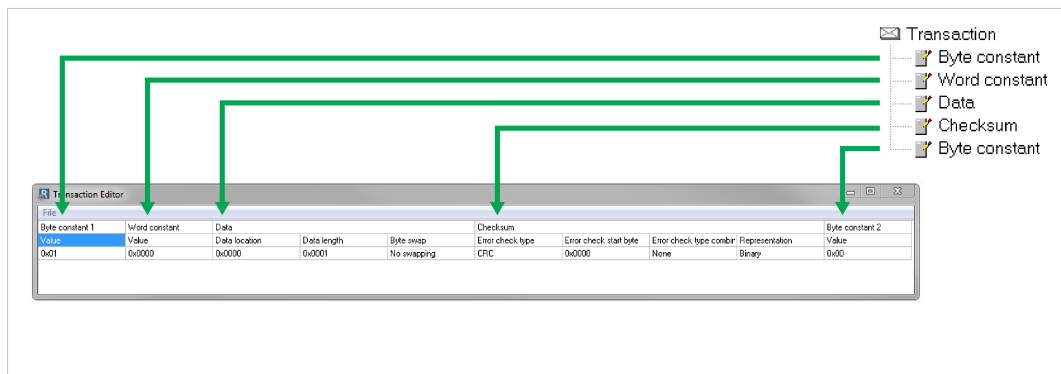 Transaction
Byte constant
Word constant
Data
Checksum
Byte constant
Transaction Editor
File
Byte constant 1 Word constant Data Checksum Byte constant 2
Value Value Data location Data length Byte swap Error check type Error check start byte Error check type combir Representation Value
0x01 0x0000 0x0000 0x0001 No swapping CRC 0x0000 None Binary 0x00